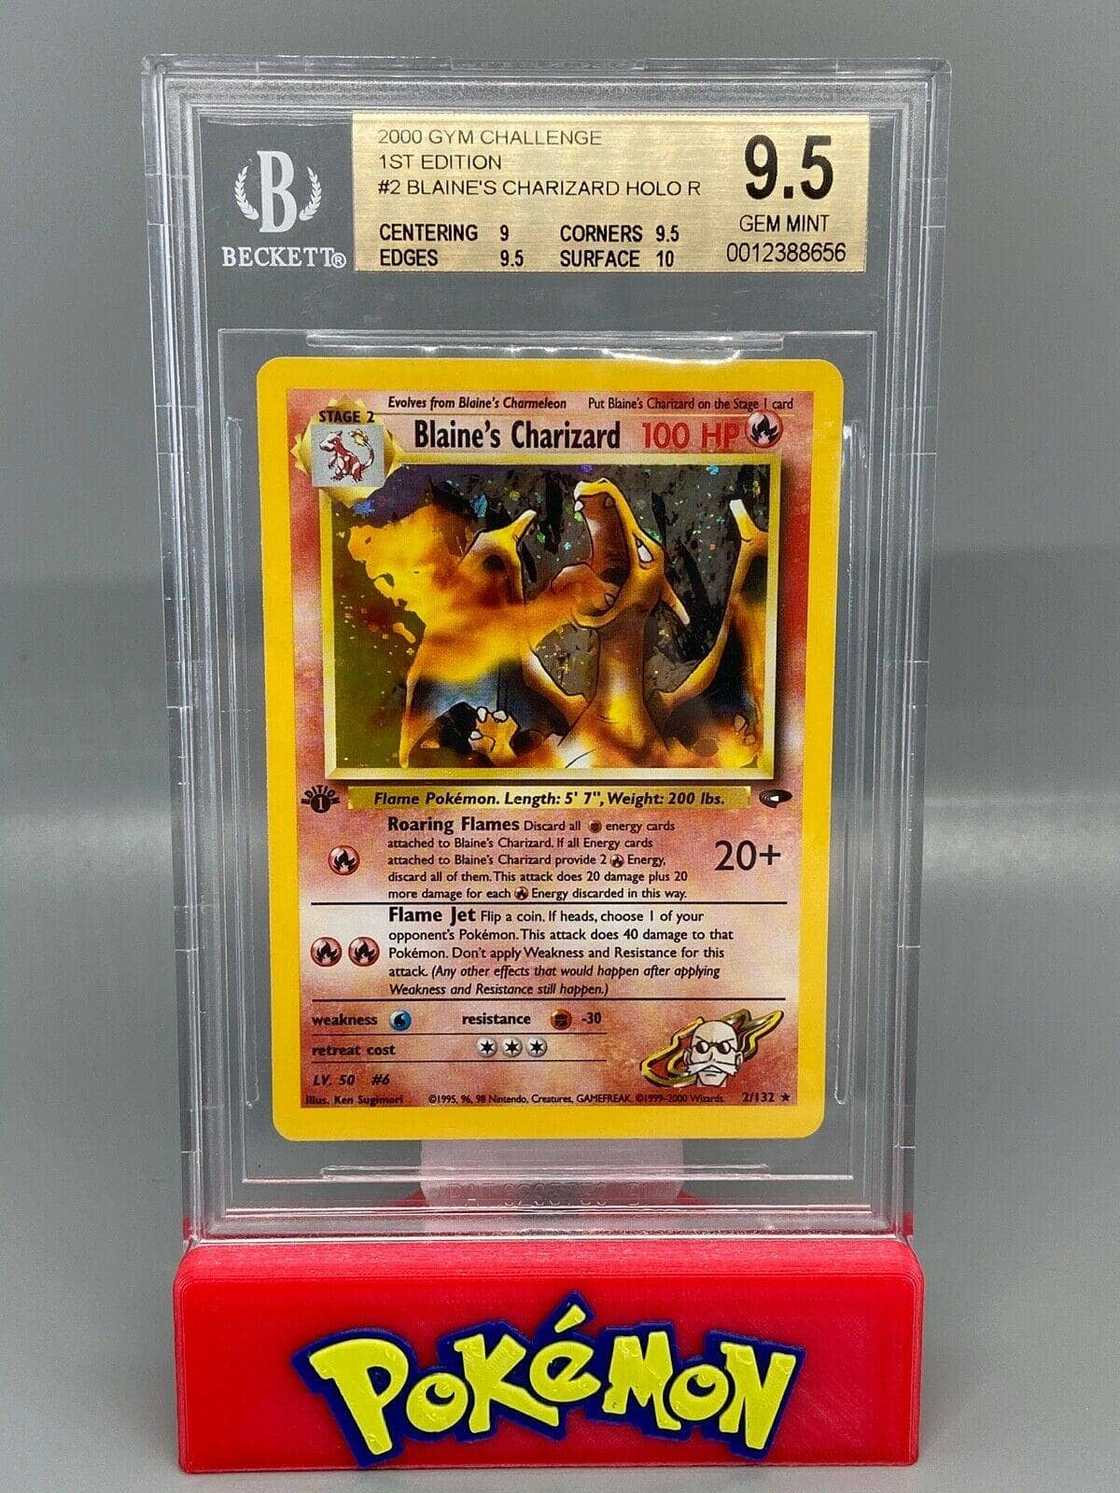 2000 GYM CHALLENGE
1ST EDITION
#2 BLAINE'S CHARIZARD HOLO R
9.5
GEM MINT
0012388656
CENTERING 9 CORNERS 9.5
EDGES 9.5 SURFACE 10
B
BECKETT®
Evolves from Blaine's Charmeleon Put Blaine's Charizard on the Stage 1 card
STAGE 2
Blaine's Charizard 100 HP
EDITION
1
Flame Pokémon. Length: 5' 7", Weight: 200 lbs.
Roaring Flames Discard all energy cards
attached to Blaine's Charizard. If all Energy cards
attached to Blaine's Charizard provide 2 Energy,
discard all of them. This attack does 20 damage plus 20
more damage for each Energy discarded in this way.
20+
Flame Jet Flip a coin. If heads, choose 1 of your
opponent's Pokémon. This attack does 40 damage to that
Pokémon. Don't apply Weakness and Resistance for this
attack. (Any other effects that would happen after applying
Weakness and Resistance still happen.)
weakness resistance -30
retreat cost
LV. 50 #6
Illus. Ken Sugimori ©1995, 96, 98 Nintendo, Creatures, GAMEFREAK. ©1999-2000 Wizards. 2/132 ★
POKéMON